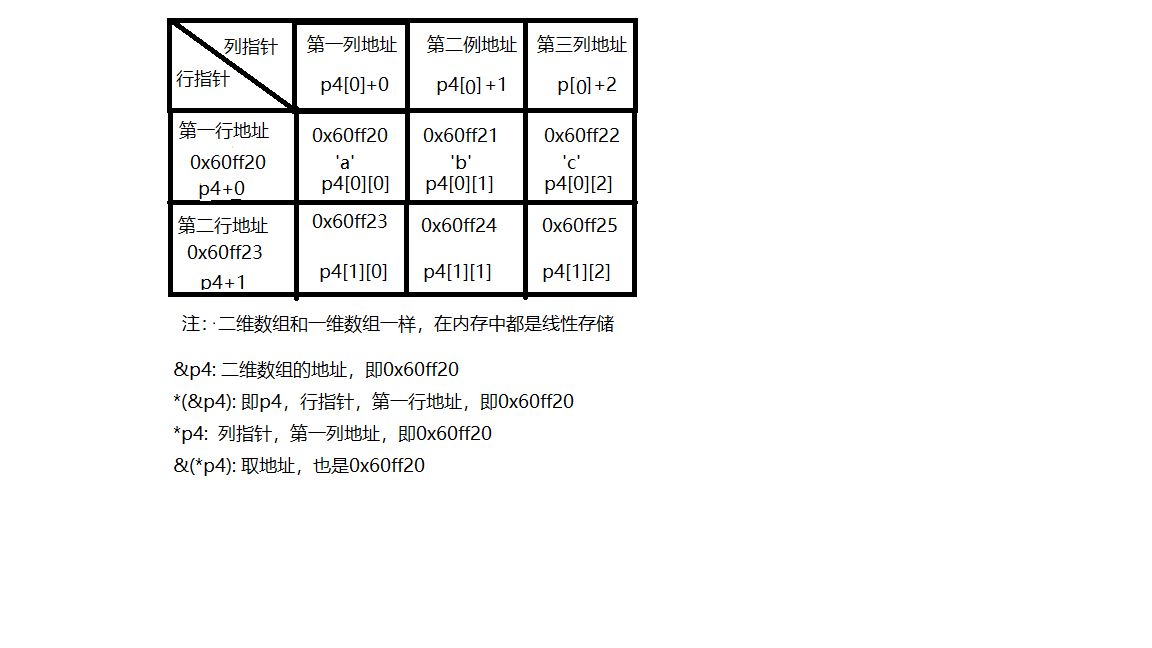 列指针
行指针
第一列地址
p4[0]+0
第二例地址
p4[0]+1
第三列地址
p[0]+2
第一行地址
0x60ff20
p4+0
0x60ff20
'a'
p4[0][0]
0x60ff21
'b'
p4[0][1]
0x60ff22
'c'
p4[0][2]
第二行地址
0x60ff23
p4+1
0x60ff23
p4[1][0]
0x60ff24
p4[1][1]
0x60ff25
p4[1][2]
注：二维数组和一维数组一样，在内存中都是线性存储
&p4: 二维数组的地址，即0x60ff20
*(&p4): 即p4，行指针，第一行地址，即0x60ff20
*p4: 列指针，第一列地址，即0x60ff20
&(*p4): 取地址，也是0x60ff20